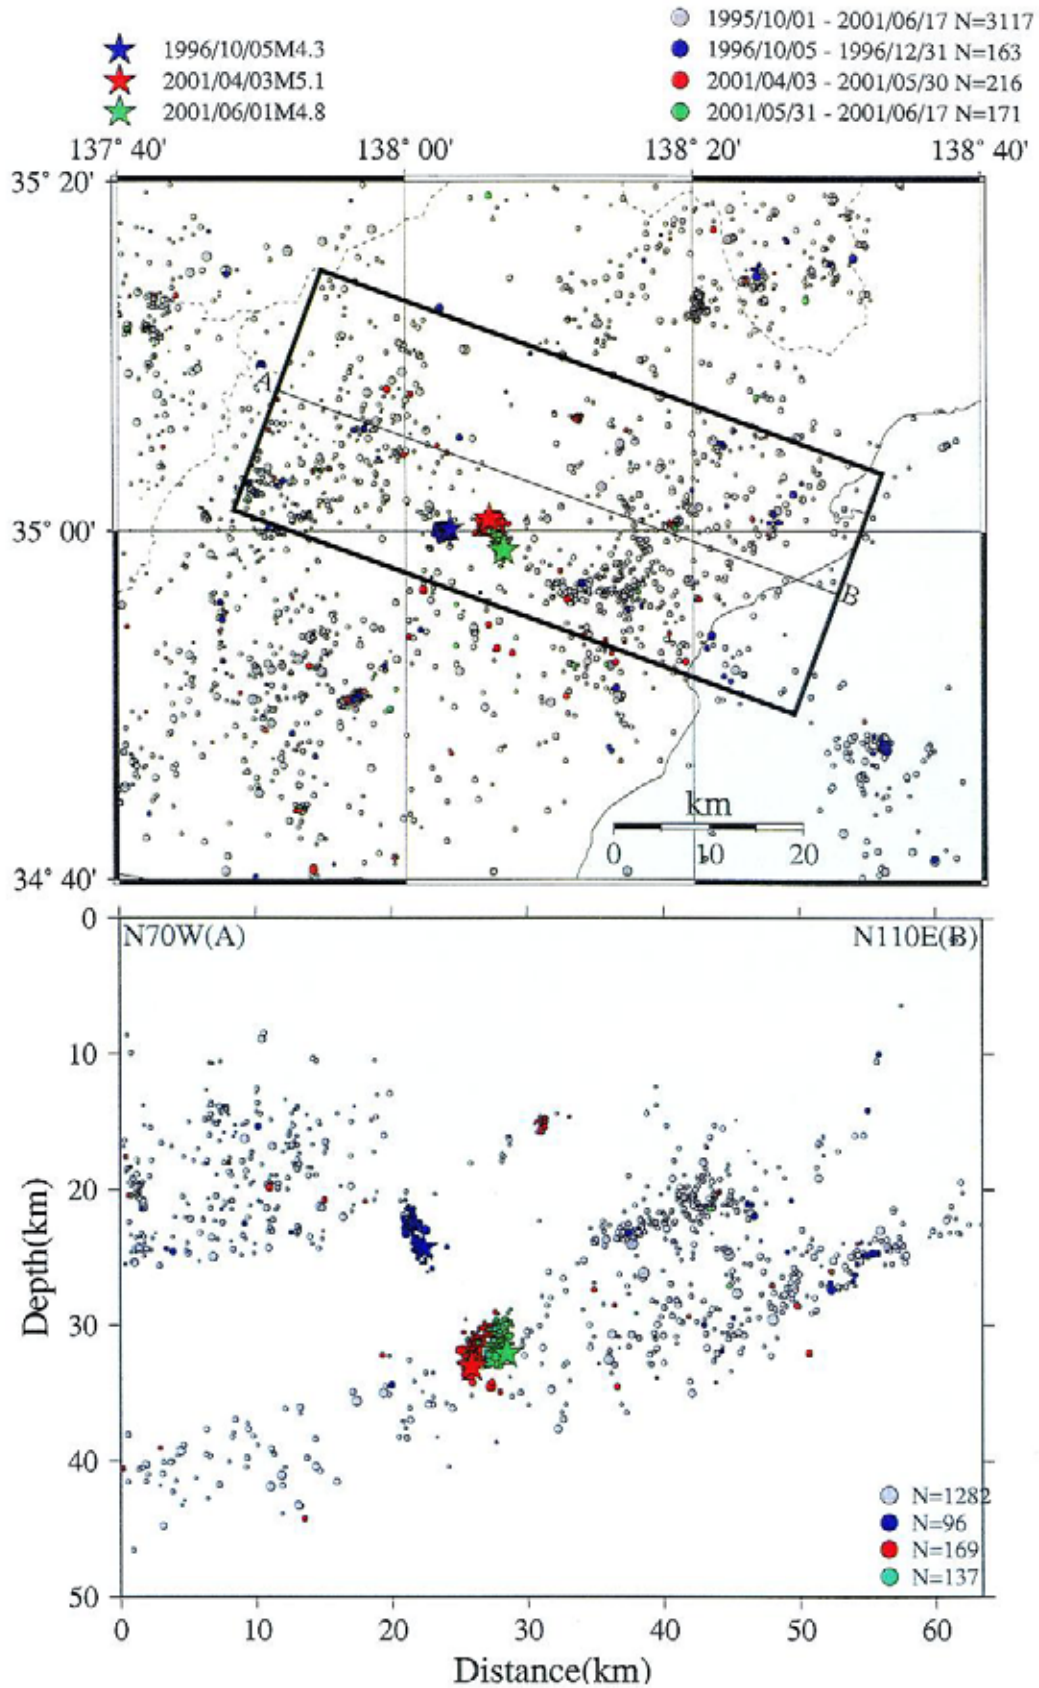 1996/10/05M4.3
2001/04/03M5.1
2001/06/01M4.8
1995/10/01 - 2001/06/17 N=3117
1996/10/05 - 1996/12/31 N=163
2001/04/03 - 2001/05/30 N=216
2001/05/31 - 2001/06/17 N=171
137° 40' 138° 00' 138° 20' 138° 40'
35° 20'
A
35° 00'
B
km
0 10 20
34° 40'
0
N70W(A) N110E(B)
10
20
Depth(km)
30
40
N=1282
N=96
N=169
N=137
50
0 10 20 30 40 50 60
Distance(km)